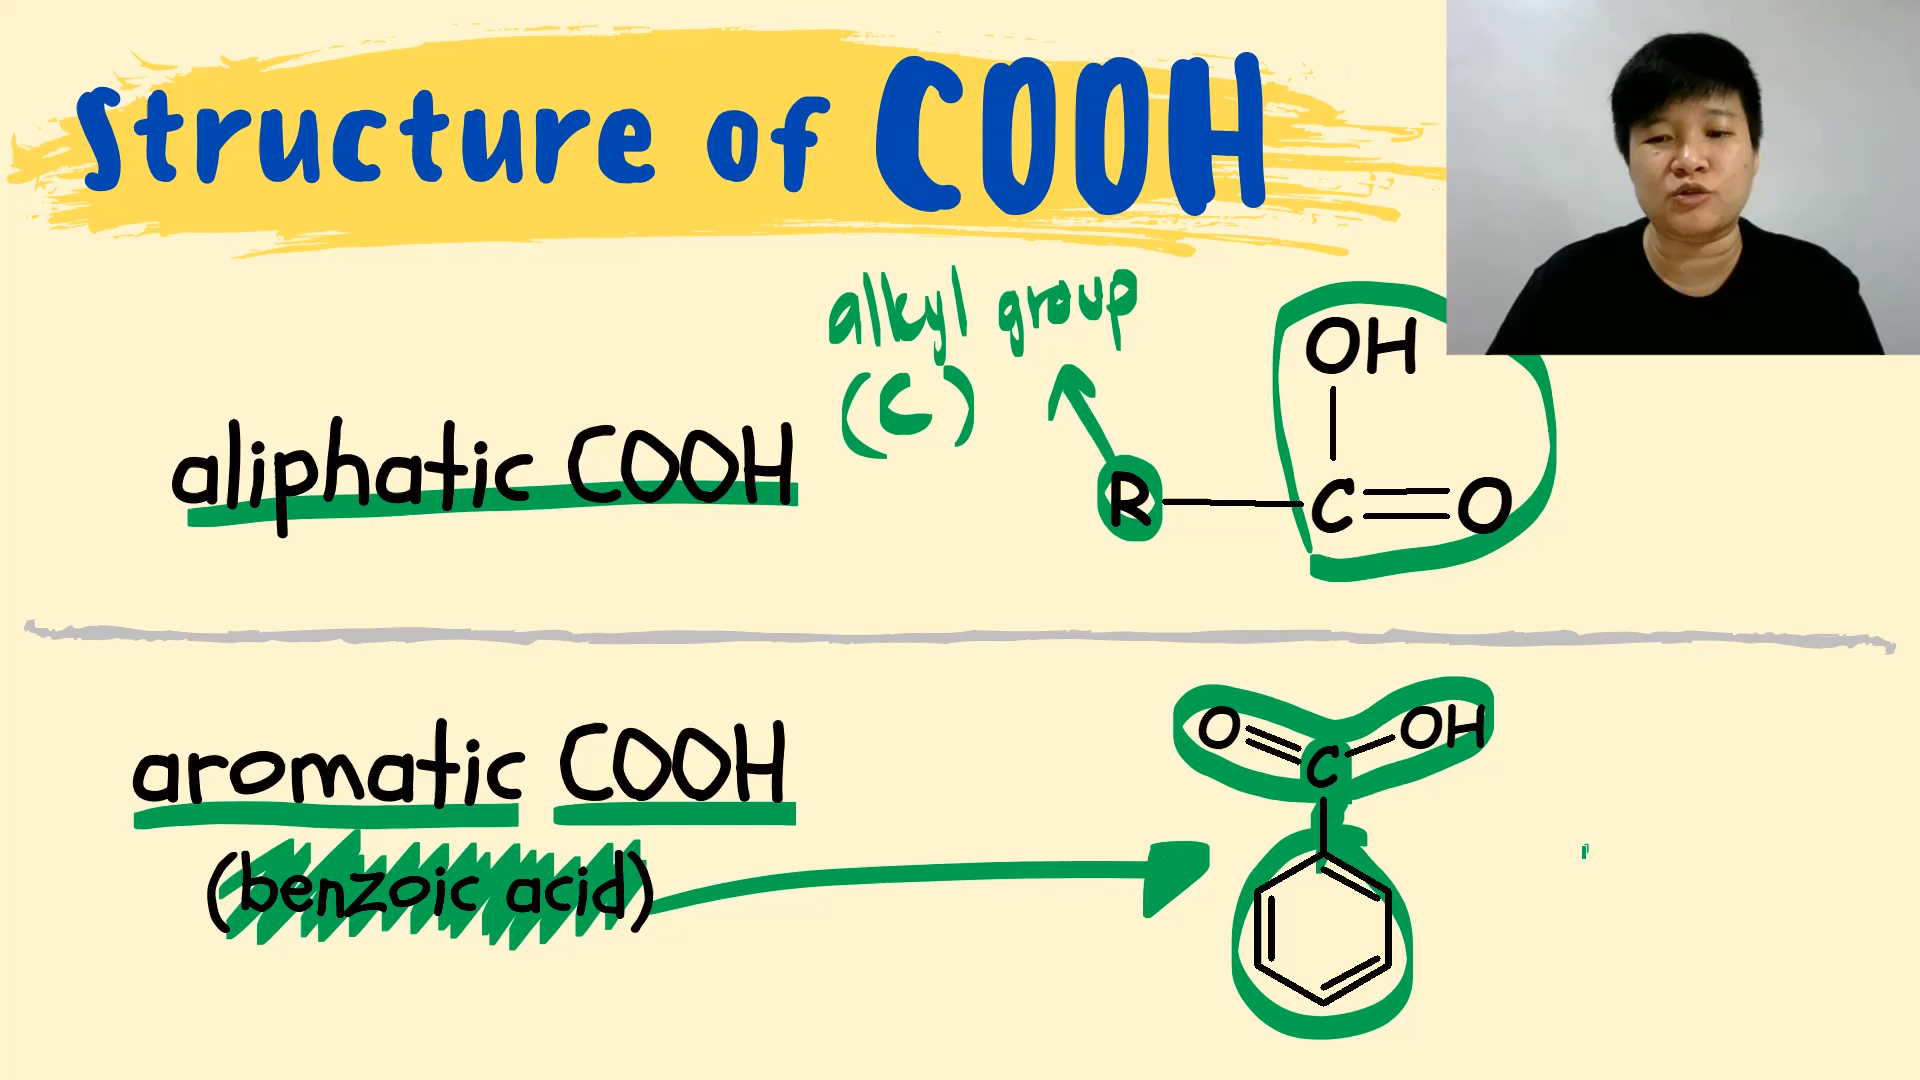 Structure of COOH
alkyl group
(C)
OH
aliphatic COOH
R C O
O C OH
aromatic COOH
(benzoic acid)